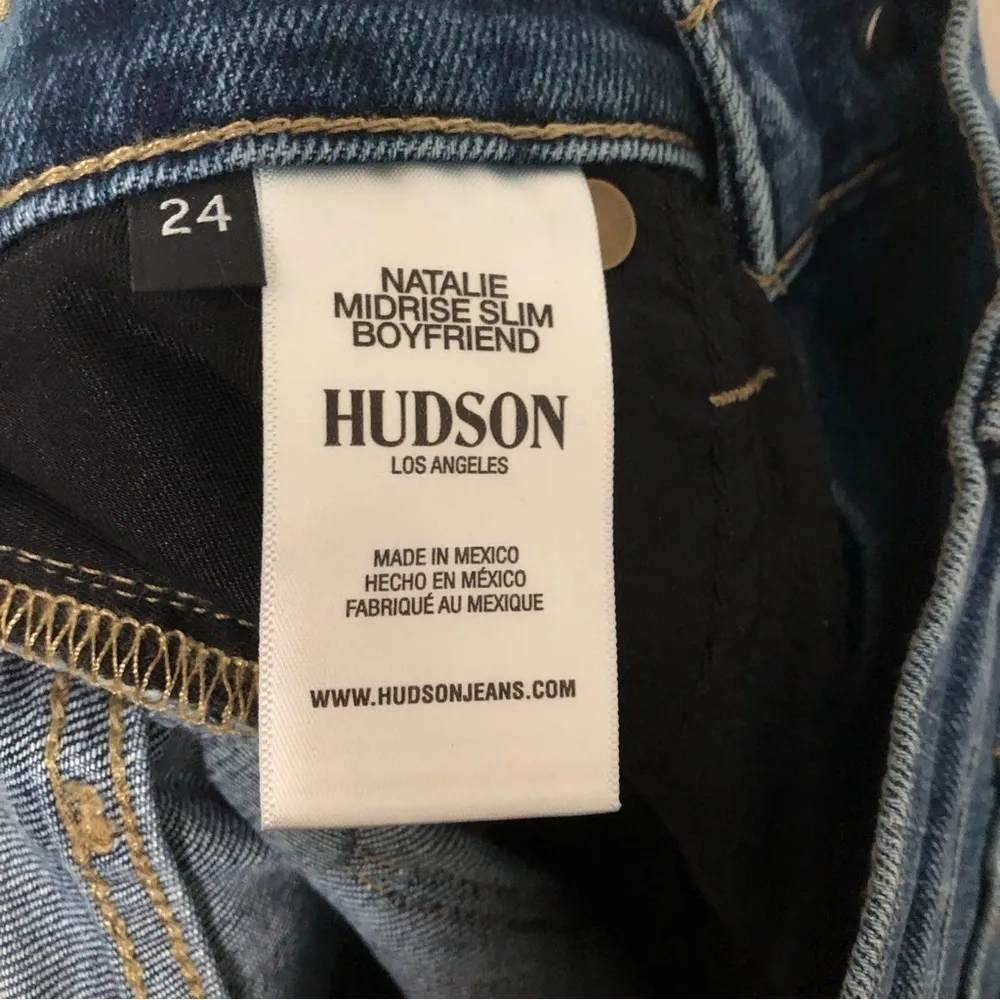 24
NATALIE
MIDRISE SLIM
BOYFRIEND
HUDSON
LOS ANGELES
MADE IN MEXICO
HECHO EN MÉXICO
FABRIQUÉ AU MEXIQUE
WWW.HUDSONJEANS.COM